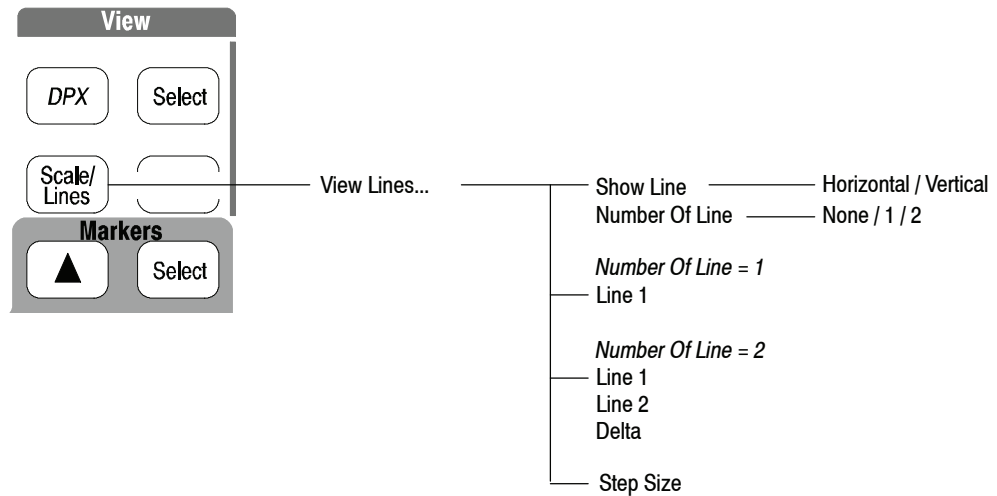 View
DPX
Select
Scale/
Lines
View Lines...
Show Line
Horizontal / Vertical
Number Of Line
None / 1 / 2
Markers
Select
Number Of Line = 1
Line 1
Number Of Line = 2
Line 1
Line 2
Delta
Step Size